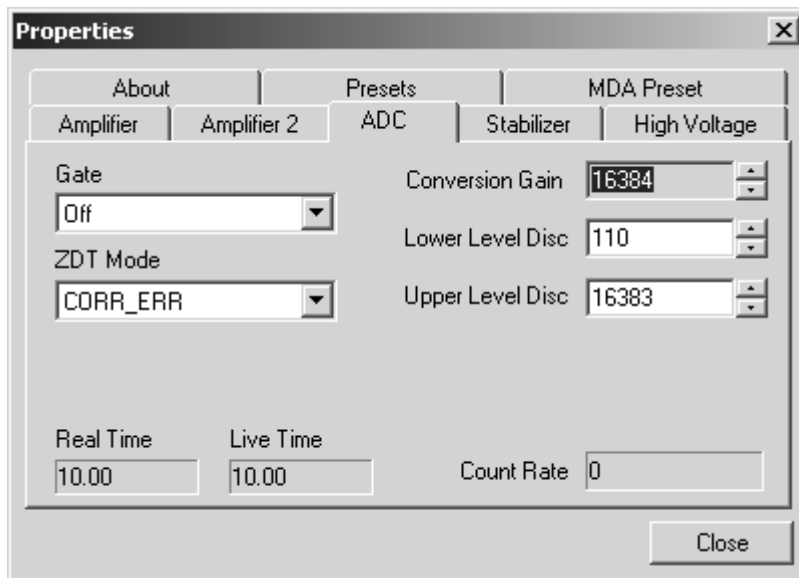 Properties
About Presets MDA Preset
Amplifier Amplifier 2 ADC Stabilizer High Voltage
Gate
Off
ZDT Mode
CORR_ERR
Conversion Gain 16384
Lower Level Disc 110
Upper Level Disc 16383
Real Time Live Time
10.00 10.00
Count Rate 0
Close